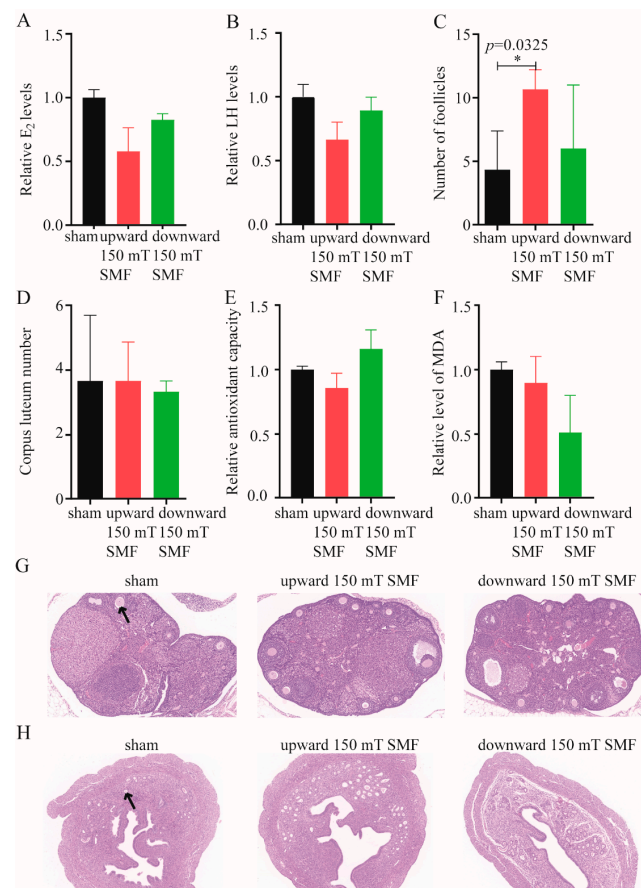 A
Relative E₂ levels
1.5
1.0
0.5
0.0
sham upward downward
150 mT 150 mT
SMF SMF
B
Relative LH levels
1.5
1.0
0.5
0.0
sham upward downward
150 mT 150 mT
SMF SMF
C
Number of foollicles
p=0.0325
*
15
10
5
0
sham upward downward
150 mT 150 mT
SMF SMF
D
Copus luteum number
6
4
2
0
sham upward downward
150 mT 150 mT
SMF SMF
E
Relative antioxidant capacity
1.5
1.0
0.5
0.0
sham upward downward
150 mT 150 mT
SMF SMF
F
Relative level of MDA
1.5
1.0
0.5
0.0
sham upward downward
150 mT 150 mT
SMF SMF
G
sham upward 150 mT SMF downward 150 mT SMF
H
sham upward 150 mT SMF downward 150 mT SMF